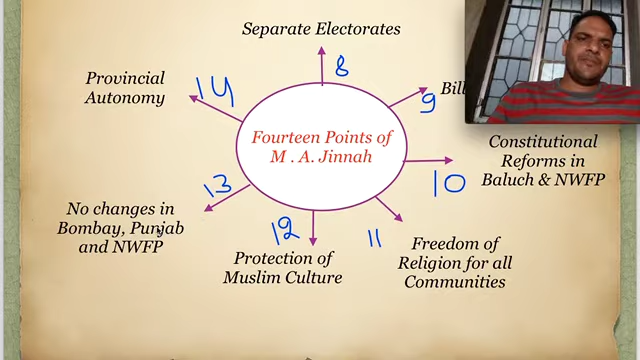 Separate Electorates
8
Provincial
Autonomy
14
9
Bill
Fourteen Points of
M . A. Jinnah
Constitutional
Reforms in
Baluch & NWFP
10
13
No changes in
Bombay, Punjab
and NWFP
12
11
Protection of
Muslim Culture
Freedom of
Religion for all
Communities